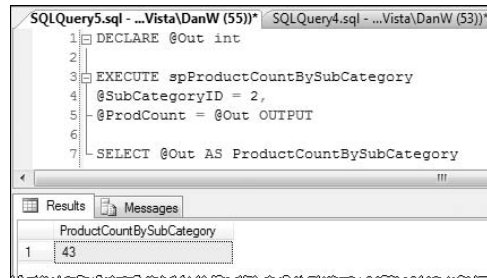 SQLQuery5.sql - ...Vista\DanW (55))* SQLQuery4.sql - ...Vista\DanW (53))*
1 DECLARE @Out int
2
3 EXECUTE spProductCountBySubCategory
4 @SubCategoryID = 2,
5 @ProdCount = @Out OUTPUT
6
7 SELECT @Out AS ProductCountBySubCategory
Results Messages
ProductCountBySubCategory
1 43